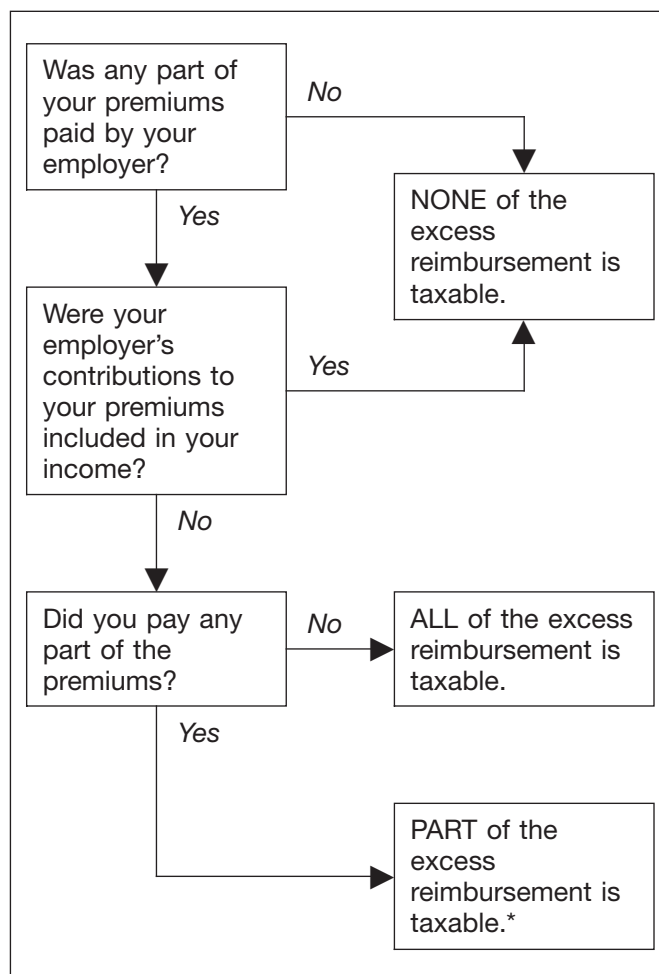 Was any part of
your premiums
paid by your
employer?
No
NONE of the
excess
reimbursement is
taxable.
Yes
Were your
employer’s
contributions to
your premiums
included in your
income?
Yes
No
Did you pay any
part of the
premiums?
No
ALL of the excess
reimbursement is
taxable.
Yes
PART of the
excess
reimbursement is
taxable.*